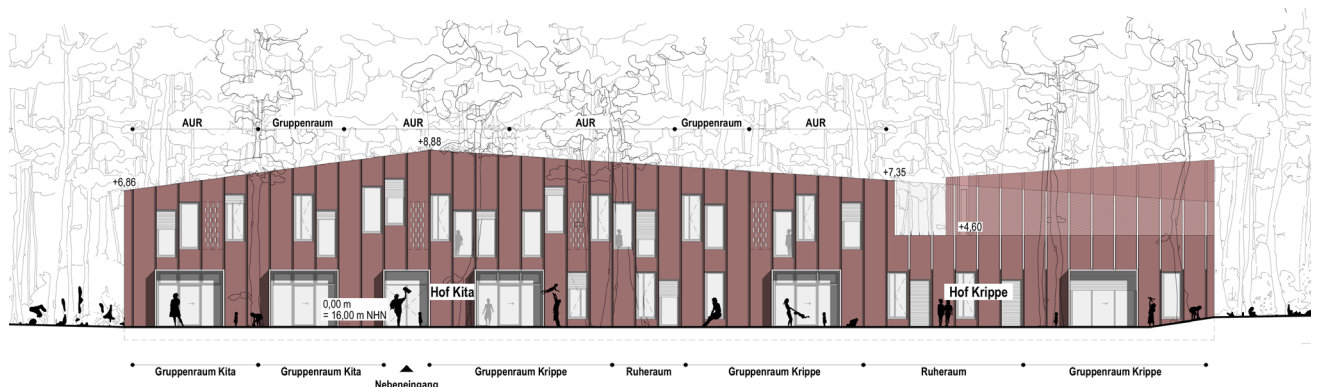 AUR Gruppenraum AUR AUR Gruppenraum AUR
+8,88
+6,86
+7,35
+4,60
Hof Kita
Hof Krippe
0,00 m
= 16,00 m NHN
Gruppenraum Kita Gruppenraum Kita Gruppenraum Krippe Ruheraum Gruppenraum Krippe Ruheraum Gruppenraum Krippe
Nebeneingang